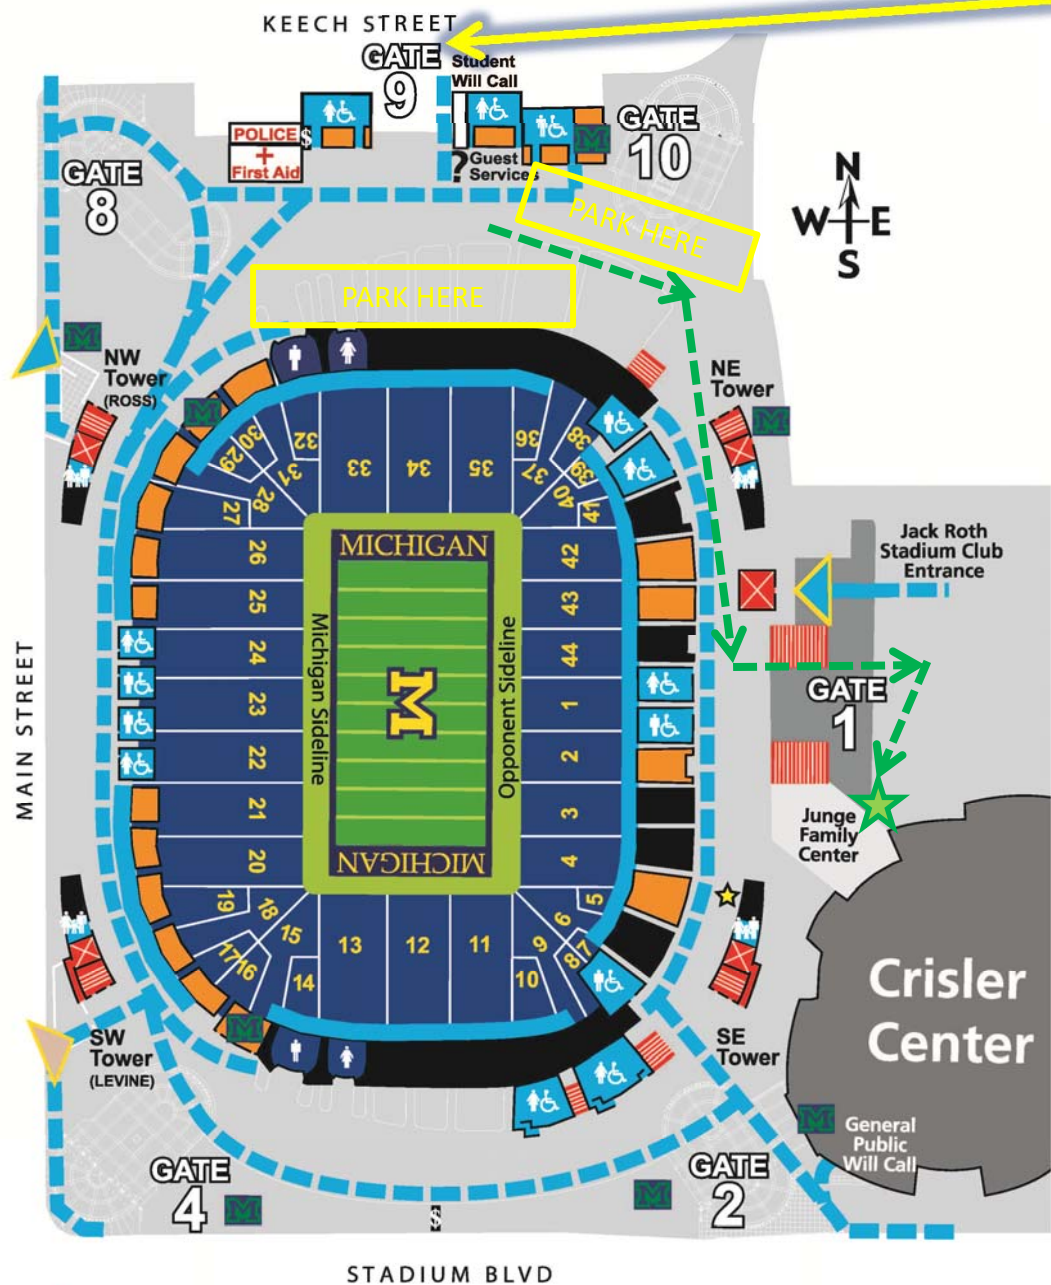 KEECH STREET
GATE
9
Student
Will Call
POLICE
$
+
First Aid
?
Guest
Services
GATE
10
GATE
8
PARK HERE
PARK HERE
N
W E
S
NW
Tower
(ROSS)
NE
Tower
32
33
34
35
36
30
29
31
28
27
37
38
39
40
41
MICHIGAN
26
25
24
23
22
21
20
42
43
44
1
2
3
4
Michigan Sideline
M
Opponent Sideline
MICHIGAN
Jack Roth
Stadium Club
Entrance
GATE
1
MAIN STREET
Junge
Family
Center
19
18
17
16
15
14
13
12
11
10
9
8
7
6
5
Crisler
Center
SW
Tower
(LEVINE)
SE
Tower
M
General
Public
Will Call
GATE
4
M
$
M
GATE
2
STADIUM BLVD